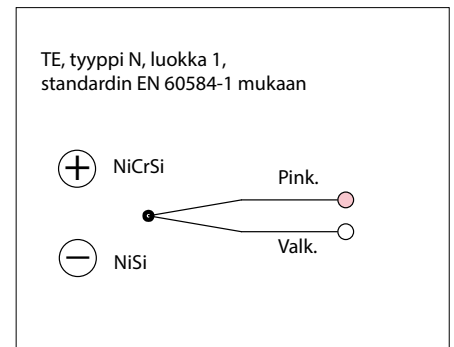 TE, tyyppi N, luokka 1,
standardin EN 60584-1 mukaan
+
NiCrSi
Pink.
Valk.
−
NiSi